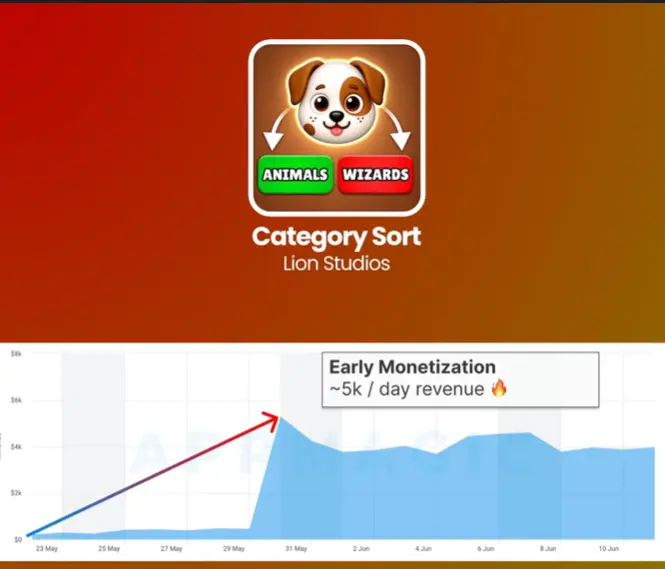 ANIMALS WIZARDS
Category Sort
Lion Studios
Early Monetization
~5k / day revenue 🔥
$8k
$6k
$4k
$2k
$0
APPMAGIC
23 May 25 May 27 May 29 May 31 May 2 Jun 4 Jun 6 Jun 8 Jun 10 Jun